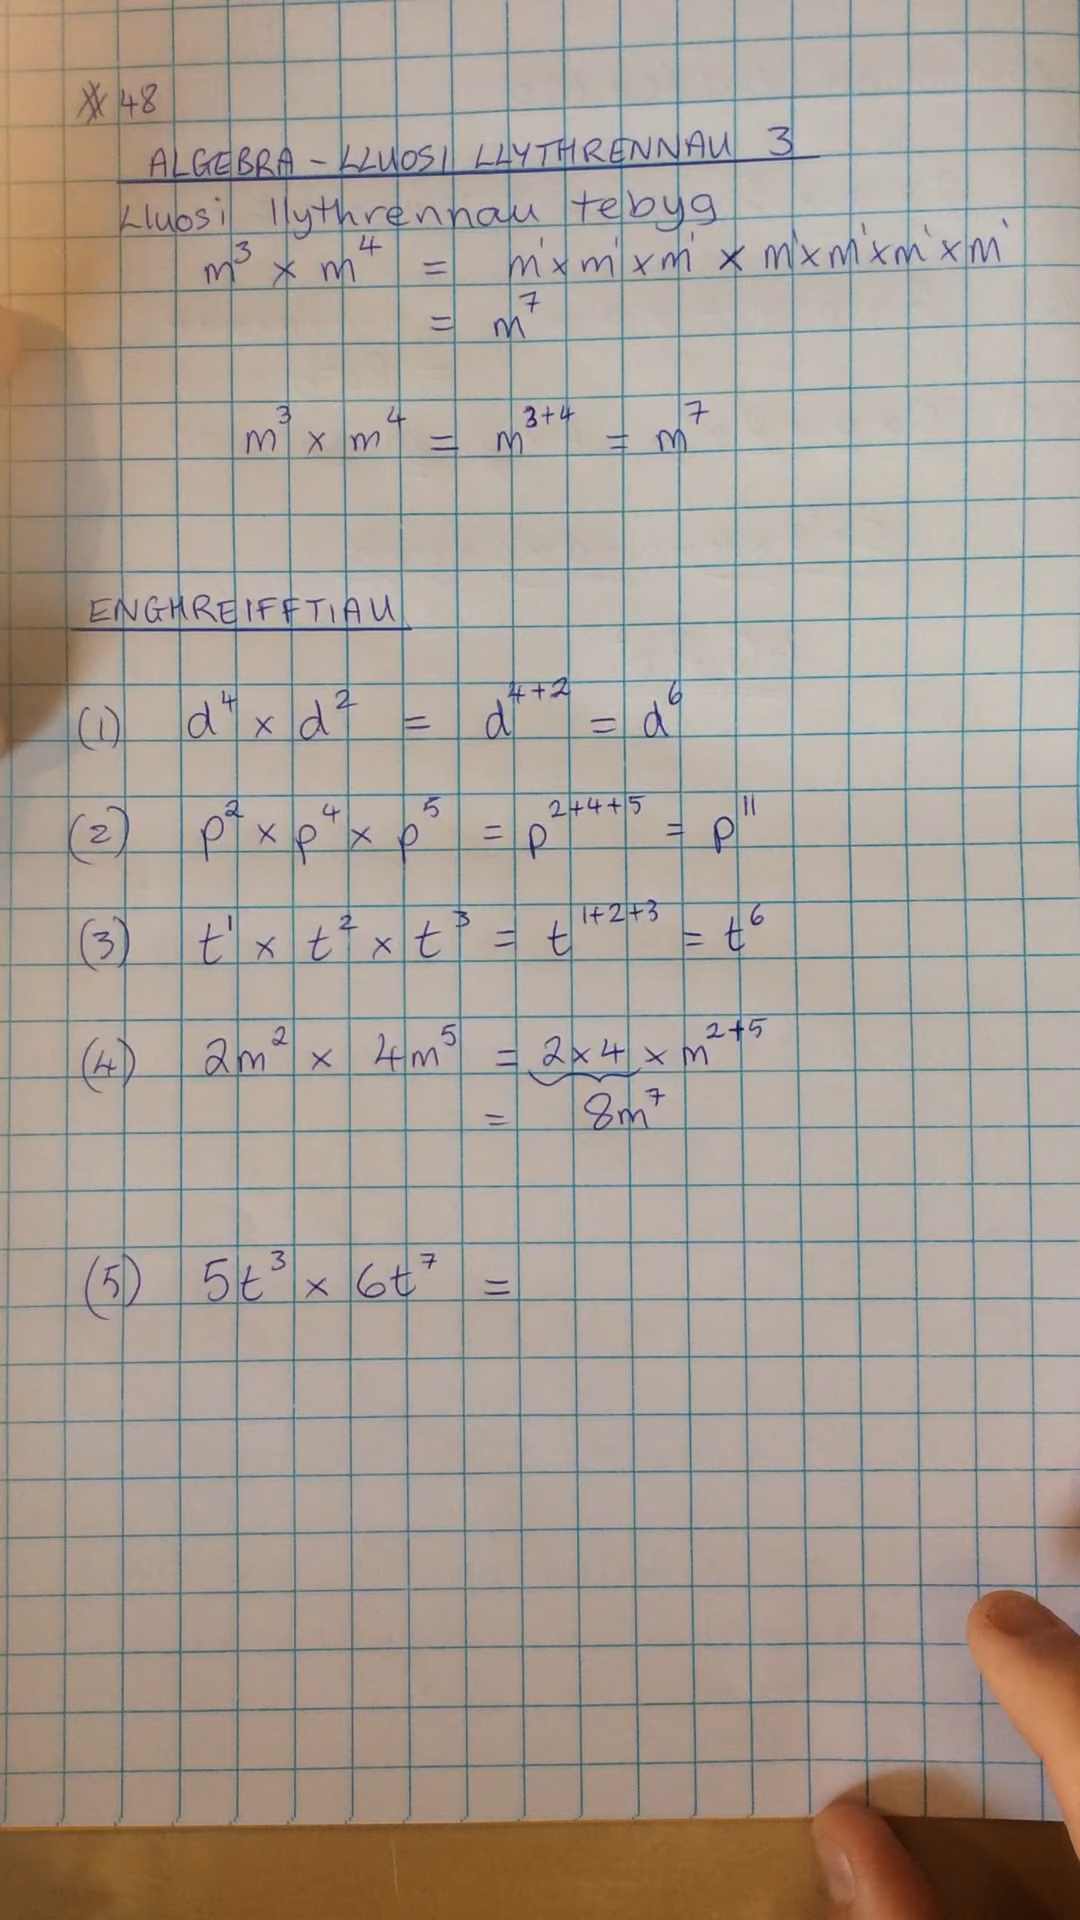 * 48
ALGEBRA - LLUOSI LLYTHRENNAU 3
Lluosi llythrennau tebyg
m³ × m⁴ = m¹ × m¹ × m¹ × m¹ × m¹ × m¹ × m¹
= m⁷
m³ × m⁴ = m³⁺⁴ = m⁷
ENGHREIFFTIAU
(1) d⁴ × d² = d⁴⁺² = d⁶
(2) p² × p⁴ × p⁵ = p²⁺⁴⁺⁵ = p¹¹
(3) t¹ × t² × t³ = t¹⁺²⁺³ = t⁶
(4) 2m² × 4m⁵ = 2 × 4 × m²⁺⁵
= 8m⁷
(5) 5t³ × 6t⁷ =